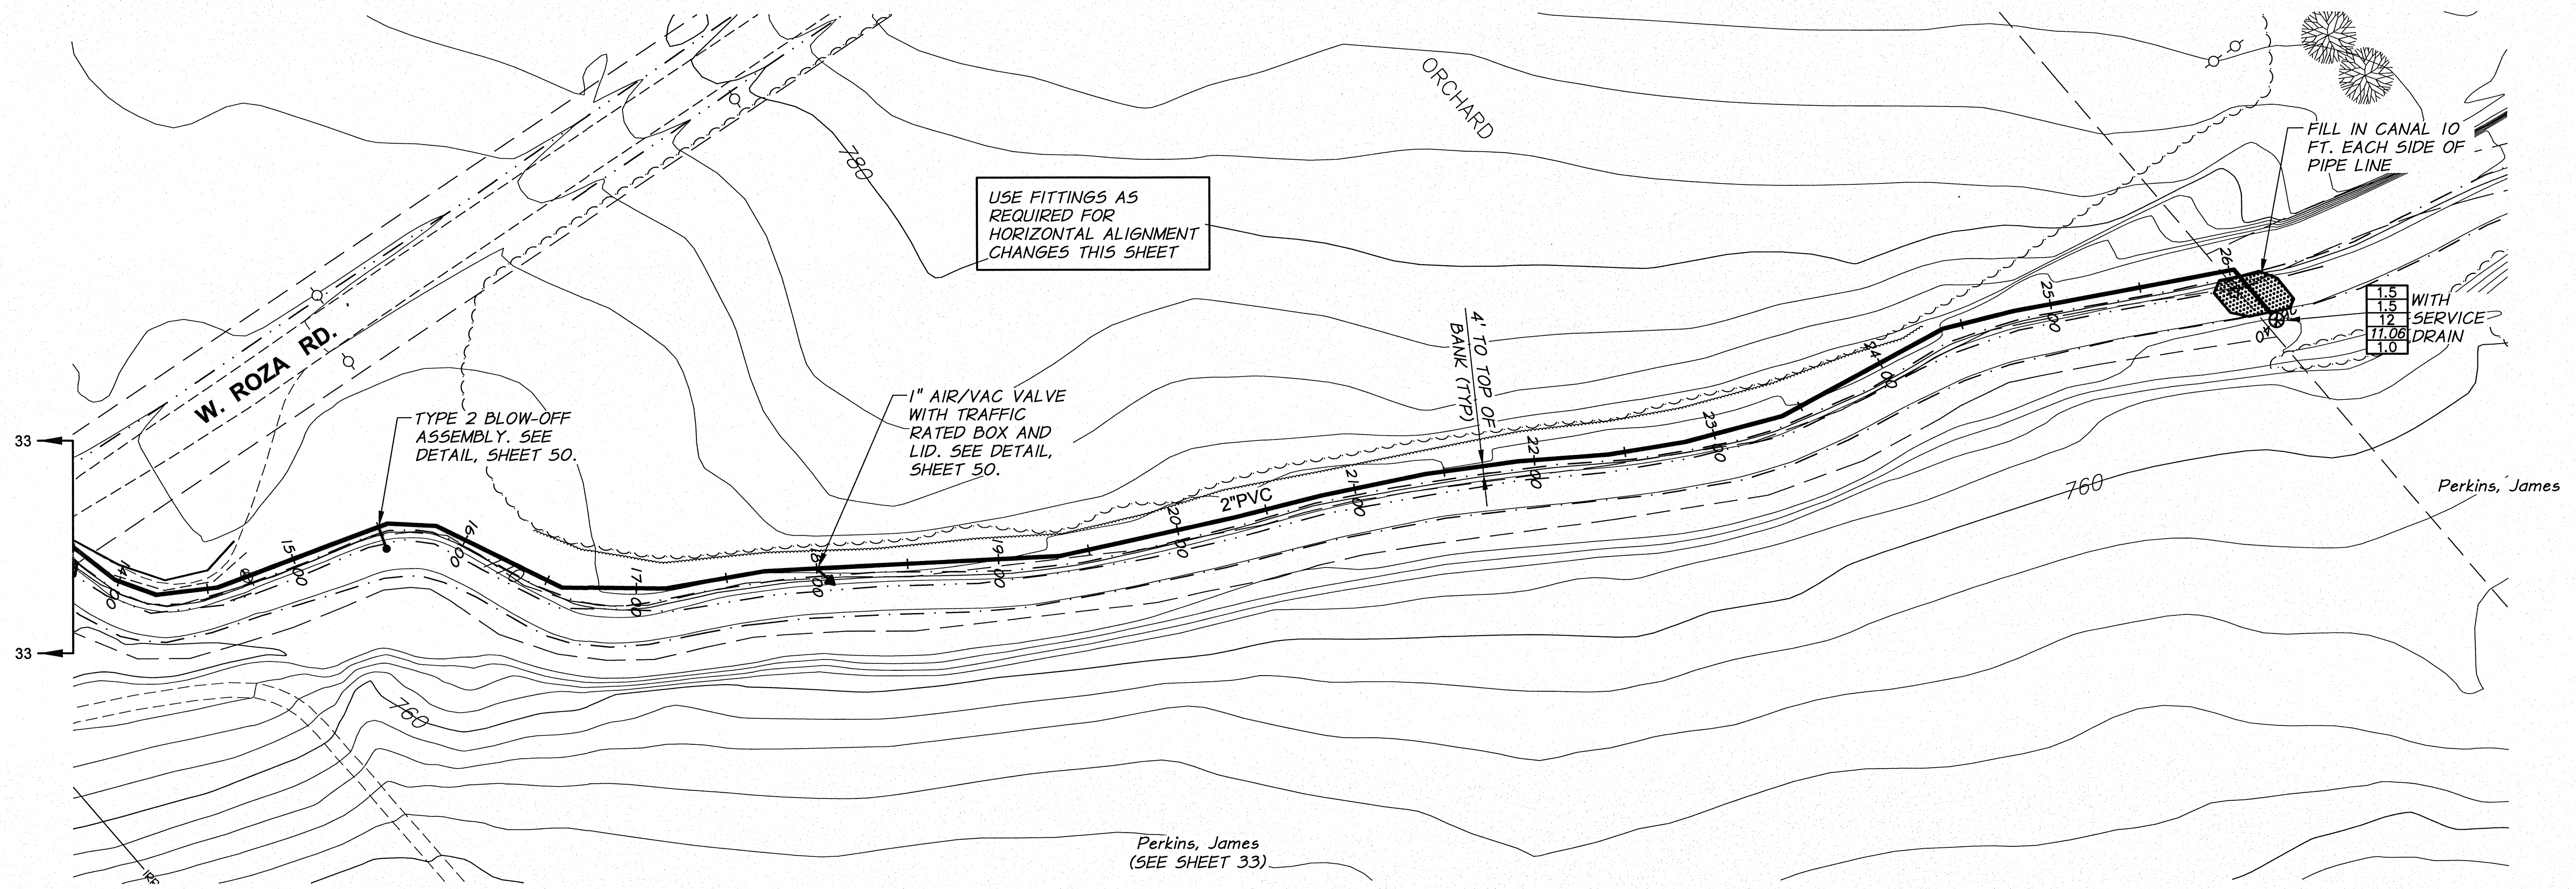 ORCHARD
780
FILL IN CANAL 10
FT. EACH SIDE OF
PIPE LINE
USE FITTINGS AS
REQUIRED FOR
HORIZONTAL ALIGNMENT
CHANGES THIS SHEET
W. ROZA RD.
4' TO TOP OF
BANK (TYP)
1.5
1.5
12
11.06
1.0
WITH
SERVICE
DRAIN
TYPE 2 BLOW-OFF
ASSEMBLY. SEE
DETAIL, SHEET 50.
1" AIR/VAC VALVE
WITH TRAFFIC
RATED BOX AND
LID. SEE DETAIL,
SHEET 50.
33
33
14+00
15+00
16+00
17+00
18+00
19+00
20+00
2"PVC
21+00
22+00
23+00
24+00
25+00
760
Perkins, James
760
Perkins, James
(SEE SHEET 33)